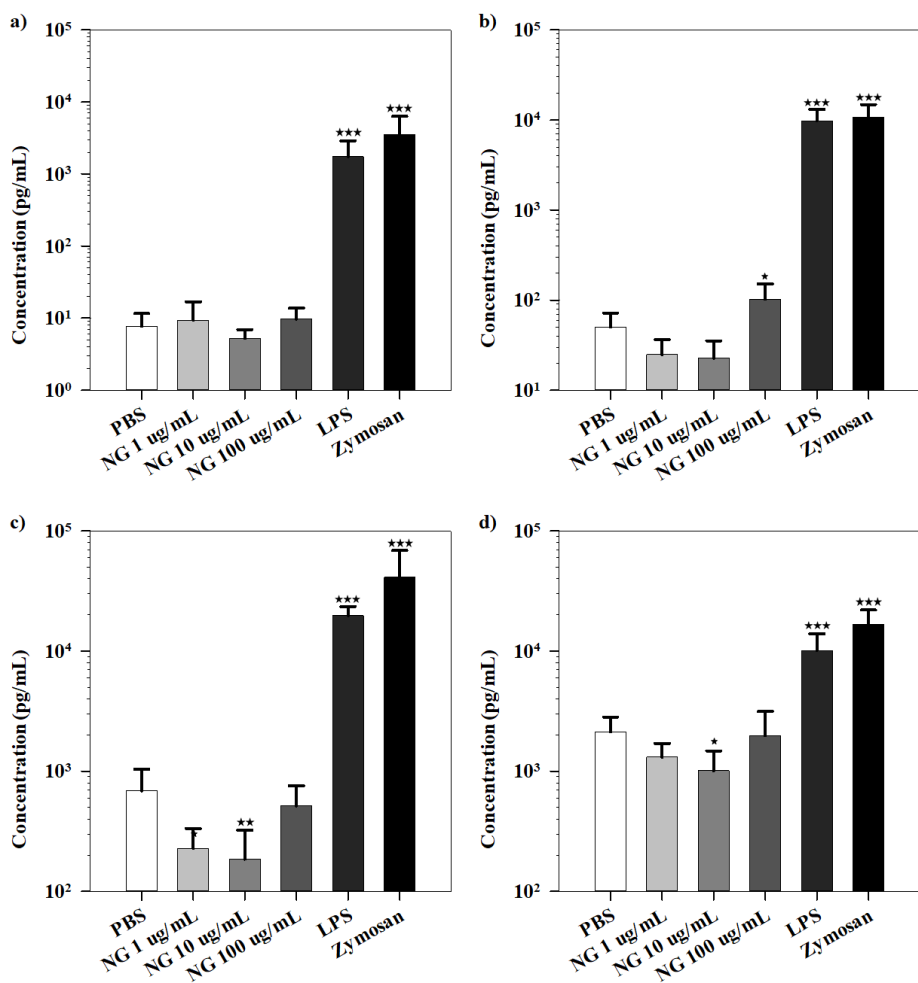 a)
Concentration (pg/mL)
10⁵
10⁴
10³
10²
10¹
10⁰
★★★
★★★
PBS
NG 1 ug/mL
NG 10 ug/mL
NG 100 ug/mL
LPS
Zymosan
b)
Concentration (pg/mL)
10⁵
10⁴
10³
10²
10¹
★
★★★
★★★
PBS
NG 1 ug/mL
NG 10 ug/mL
NG 100 ug/mL
LPS
Zymosan
c)
Concentration (pg/mL)
10⁵
10⁴
10³
10²
★
★★
★★★
★★★
PBS
NG 1 ug/mL
NG 10 ug/mL
NG 100 ug/mL
LPS
Zymosan
d)
Concentration (pg/mL)
10⁵
10⁴
10³
10²
★
★★★
★★★
PBS
NG 1 ug/mL
NG 10 ug/mL
NG 100 ug/mL
LPS
Zymosan